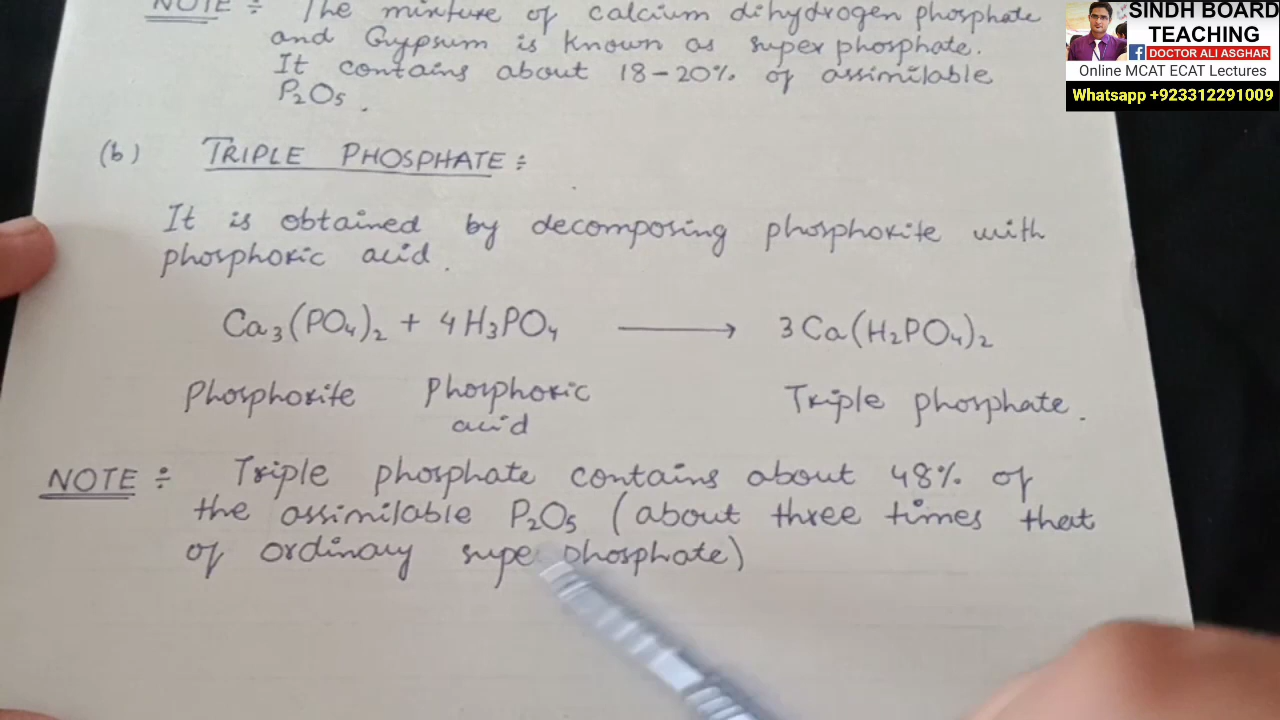 NOTE ÷ The mixture of calcium dihydrogen phosphate
and Gypsum is known as super phosphate.
It contains about 18-20% of assimilable
P₂O₅.
(b) TRIPLE PHOSPHATE ÷
It is obtained by decomposing phosphorite with
phosphoric acid.
Ca₃(PO₄)₂ + 4H₃PO₄ ⟶ 3Ca(H₂PO₄)₂
Phosphorite Phosphoric acid Triple phosphate.
NOTE ÷ Triple phosphate contains about 48% of
the assimilable P₂O₅ (about three times that
of ordinary super phosphate)
SINDH BOARD
TEACHING
f DOCTOR ALI ASGHAR
Online MCAT ECAT Lectures
Whatsapp +923312291009